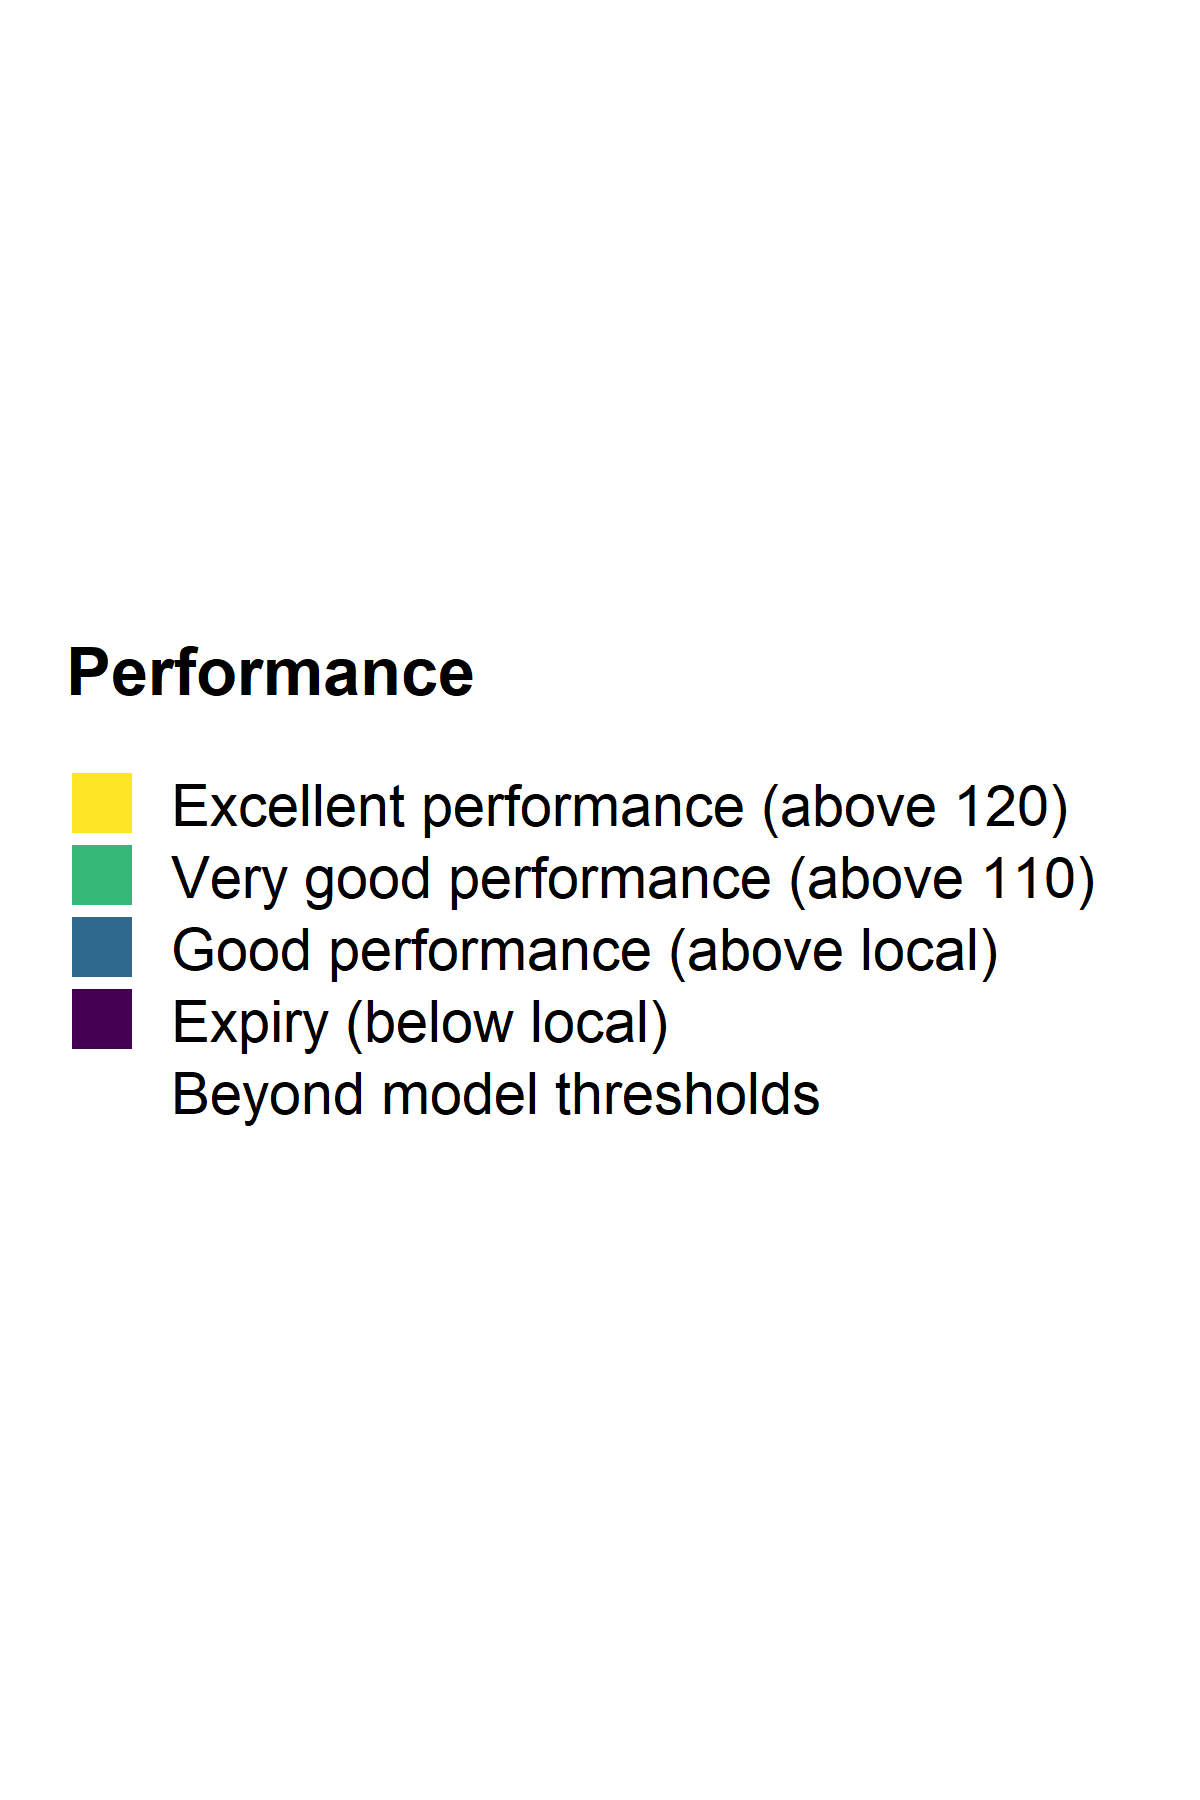 Performance
Excellent performance (above 120)
Very good performance (above 110)
Good performance (above local)
Expiry (below local)
Beyond model thresholds